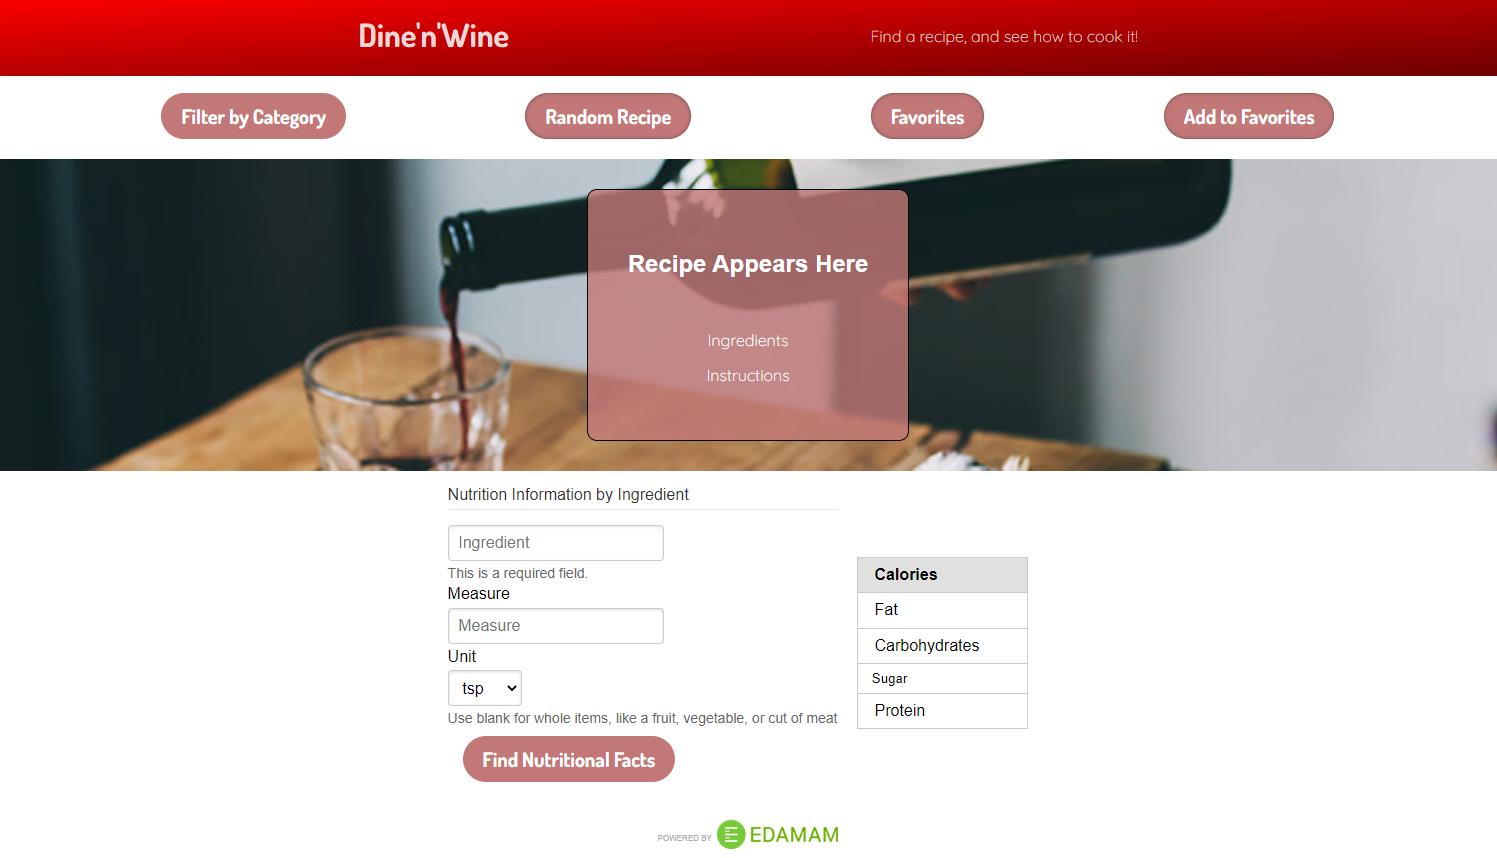 Dine'n'Wine
Find a recipe, and see how to cook it!
Filter by Category
Random Recipe
Favorites
Add to Favorites
Recipe Appears Here
Ingredients
Instructions
Nutrition Information by Ingredient
Ingredient
This is a required field.
Measure
Measure
Unit
tsp
Use blank for whole items, like a fruit, vegetable, or cut of meat
Find Nutritional Facts
Calories
Fat
Carbohydrates
Sugar
Protein
POWERED BY EDAMAM